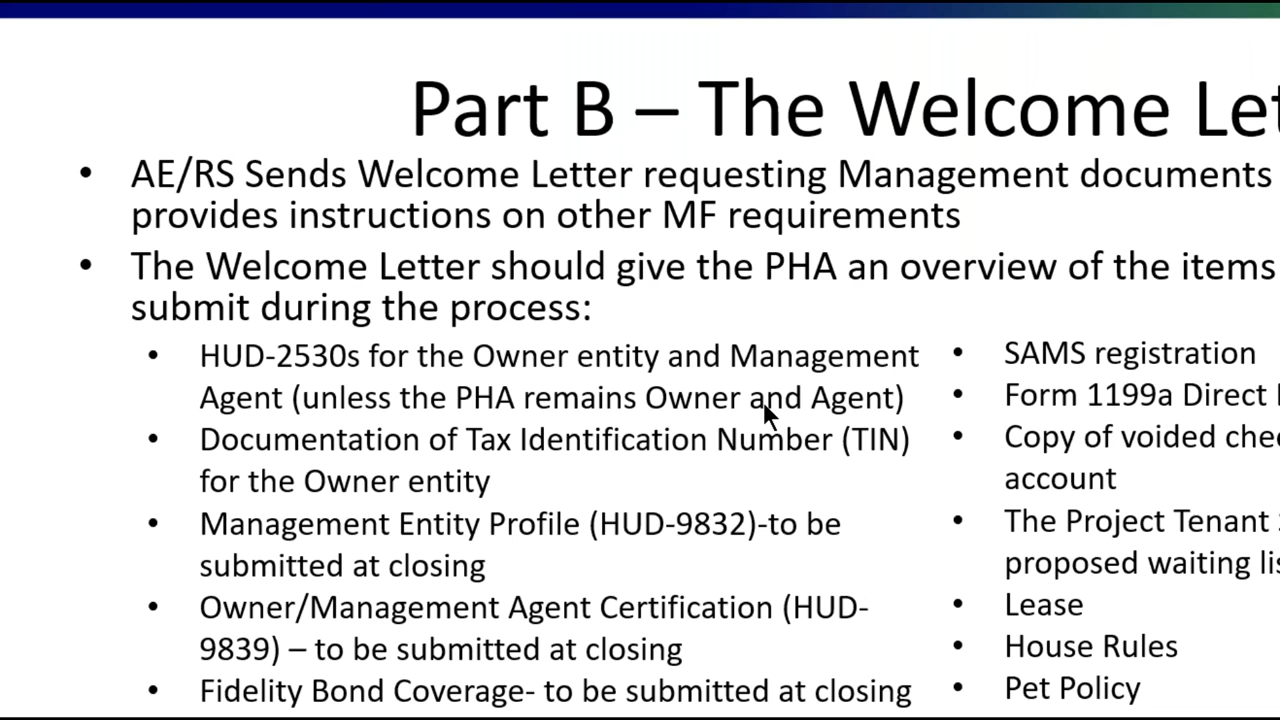 Part B – The Welcome
AE/RS Sends Welcome Letter requesting Management documents
provides instructions on other MF requirements
The Welcome Letter should give the PHA an overview of the items
submit during the process:
HUD-2530s for the Owner entity and Management
Agent (unless the PHA remains Owner and Agent)
Documentation of Tax Identification Number (TIN)
for the Owner entity
Management Entity Profile (HUD-9832)-to be
submitted at closing
Owner/Management Agent Certification (HUD-
9839) – to be submitted at closing
Fidelity Bond Coverage- to be submitted at closing
SAMS registration
Form 1199a Direct
Copy of voided
account
The Project Tenant
proposed waiting
Lease
House Rules
Pet Policy